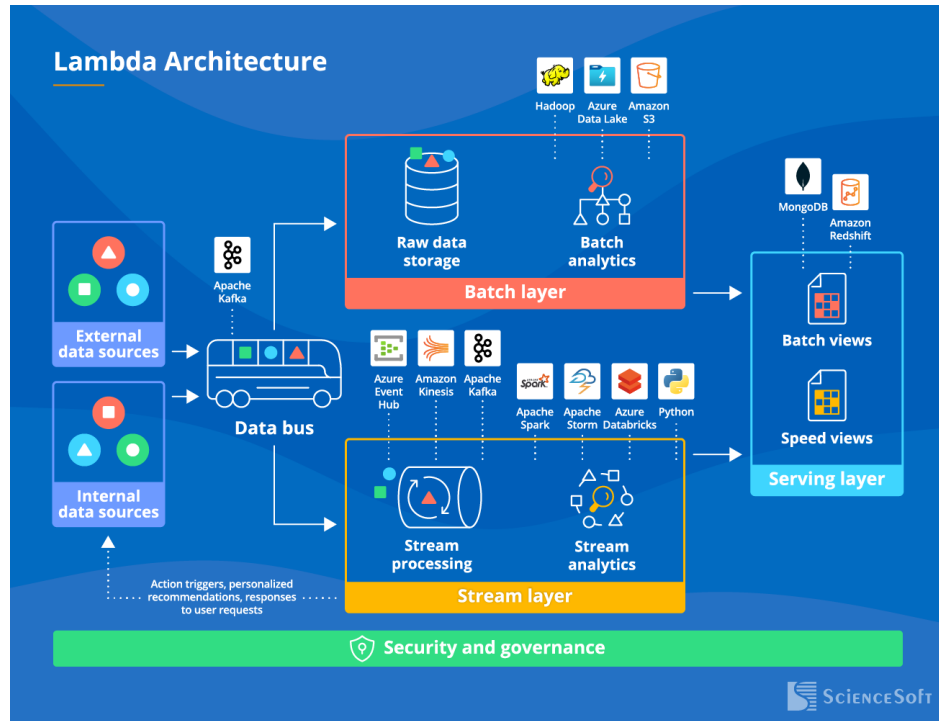 Lambda Architecture
Hadoop
Azure
Data Lake
Amazon
S3
Raw data
storage
Batch
analytics
Batch layer
MongoDB
Amazon
Redshift
External
data sources
Internal
data sources
Apache
Kafka
Data bus
Azure
Event
Hub
Amazon
Kinesis
Apache
Kafka
APACHE
Spark
Apache
Spark
Apache
Storm
Azure
Databricks
Python
Stream
processing
Stream
analytics
Stream layer
Batch views
Speed views
Serving layer
Action triggers, personalized
recommendations, responses
to user requests
Security and governance
ScienceSoft